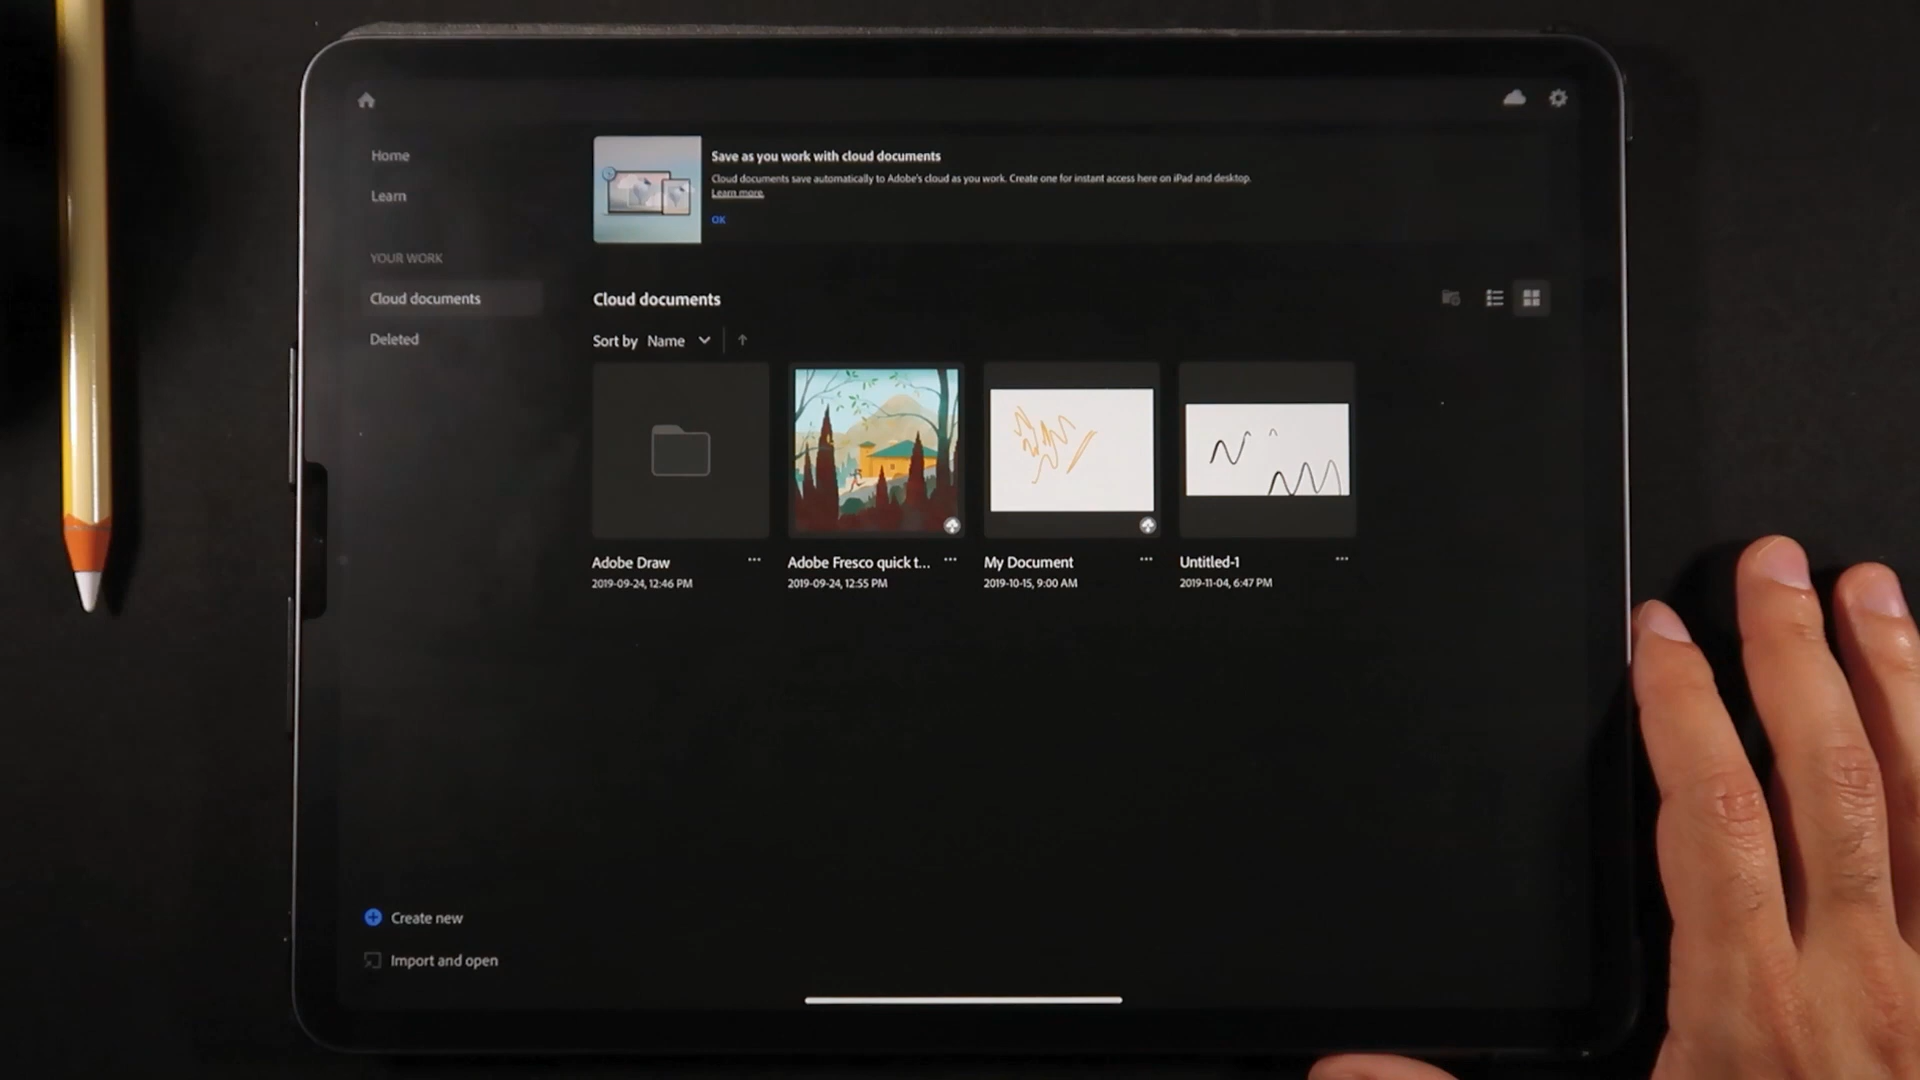 Home
Learn
YOUR WORK
Cloud documents
Deleted
Save as you work with cloud documents
Cloud documents save automatically to Adobe's cloud as you work. Create one for instant access here on iPad and desktop.
Learn more.
OK
Cloud documents
Sort by Name
Adobe Draw
2019-09-24, 12:46 PM
Adobe Fresco quick t...
2019-09-24, 12:55 PM
My Document
2019-10-15, 9:00 AM
Untitled-1
2019-11-04, 6:47 PM
Create new
Import and open